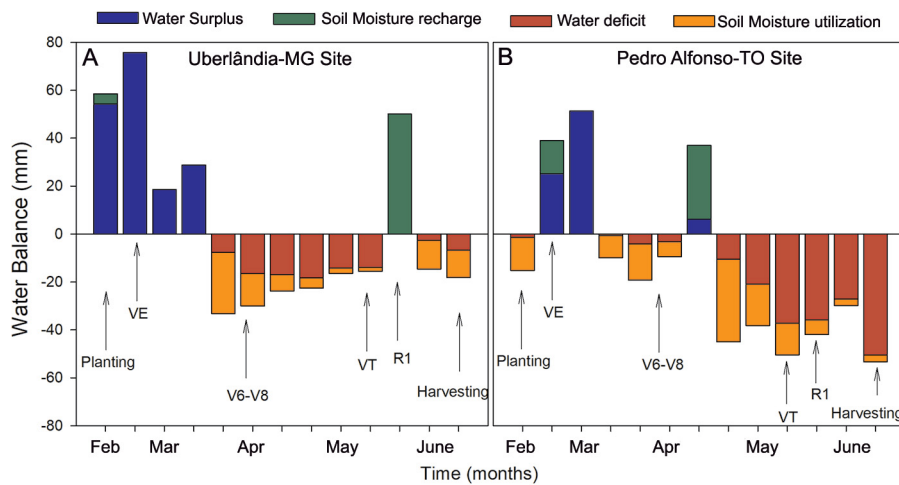 Water Surplus
Soil Moisture recharge
Water deficit
Soil Moisture utilization
A
Uberlândia-MG Site
B
Pedro Alfonso-TO Site
Water Balance (mm)
80
60
40
20
0
-20
-40
-60
-80
Planting
VE
V6-V8
VT
R1
Harvesting
Planting
VE
V6-V8
VT
R1
Harvesting
Feb
Mar
Apr
May
June
Feb
Mar
Apr
May
June
Time (months)